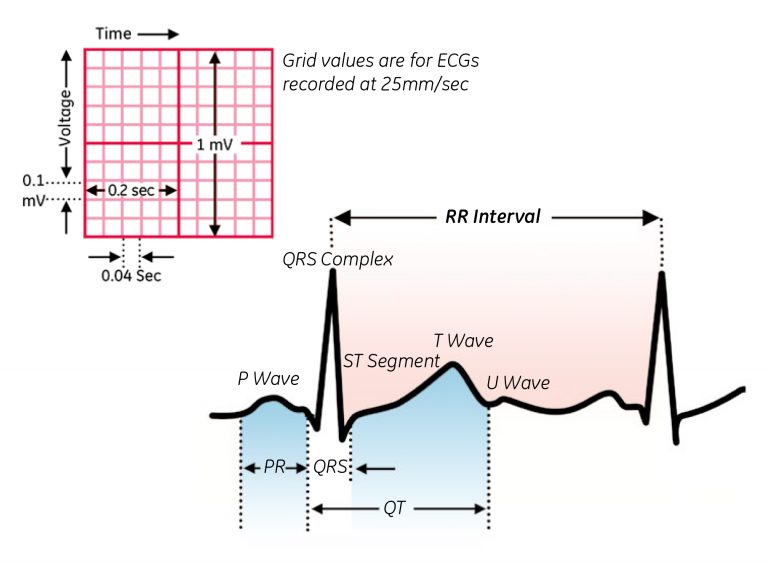 Time
Grid values are for ECGs
recorded at 25mm/sec
Voltage
1 mV
0.1
mV
0.2 sec
0.04 Sec
RR Interval
QRS Complex
T Wave
ST Segment
P Wave
U Wave
PR
QRS
QT